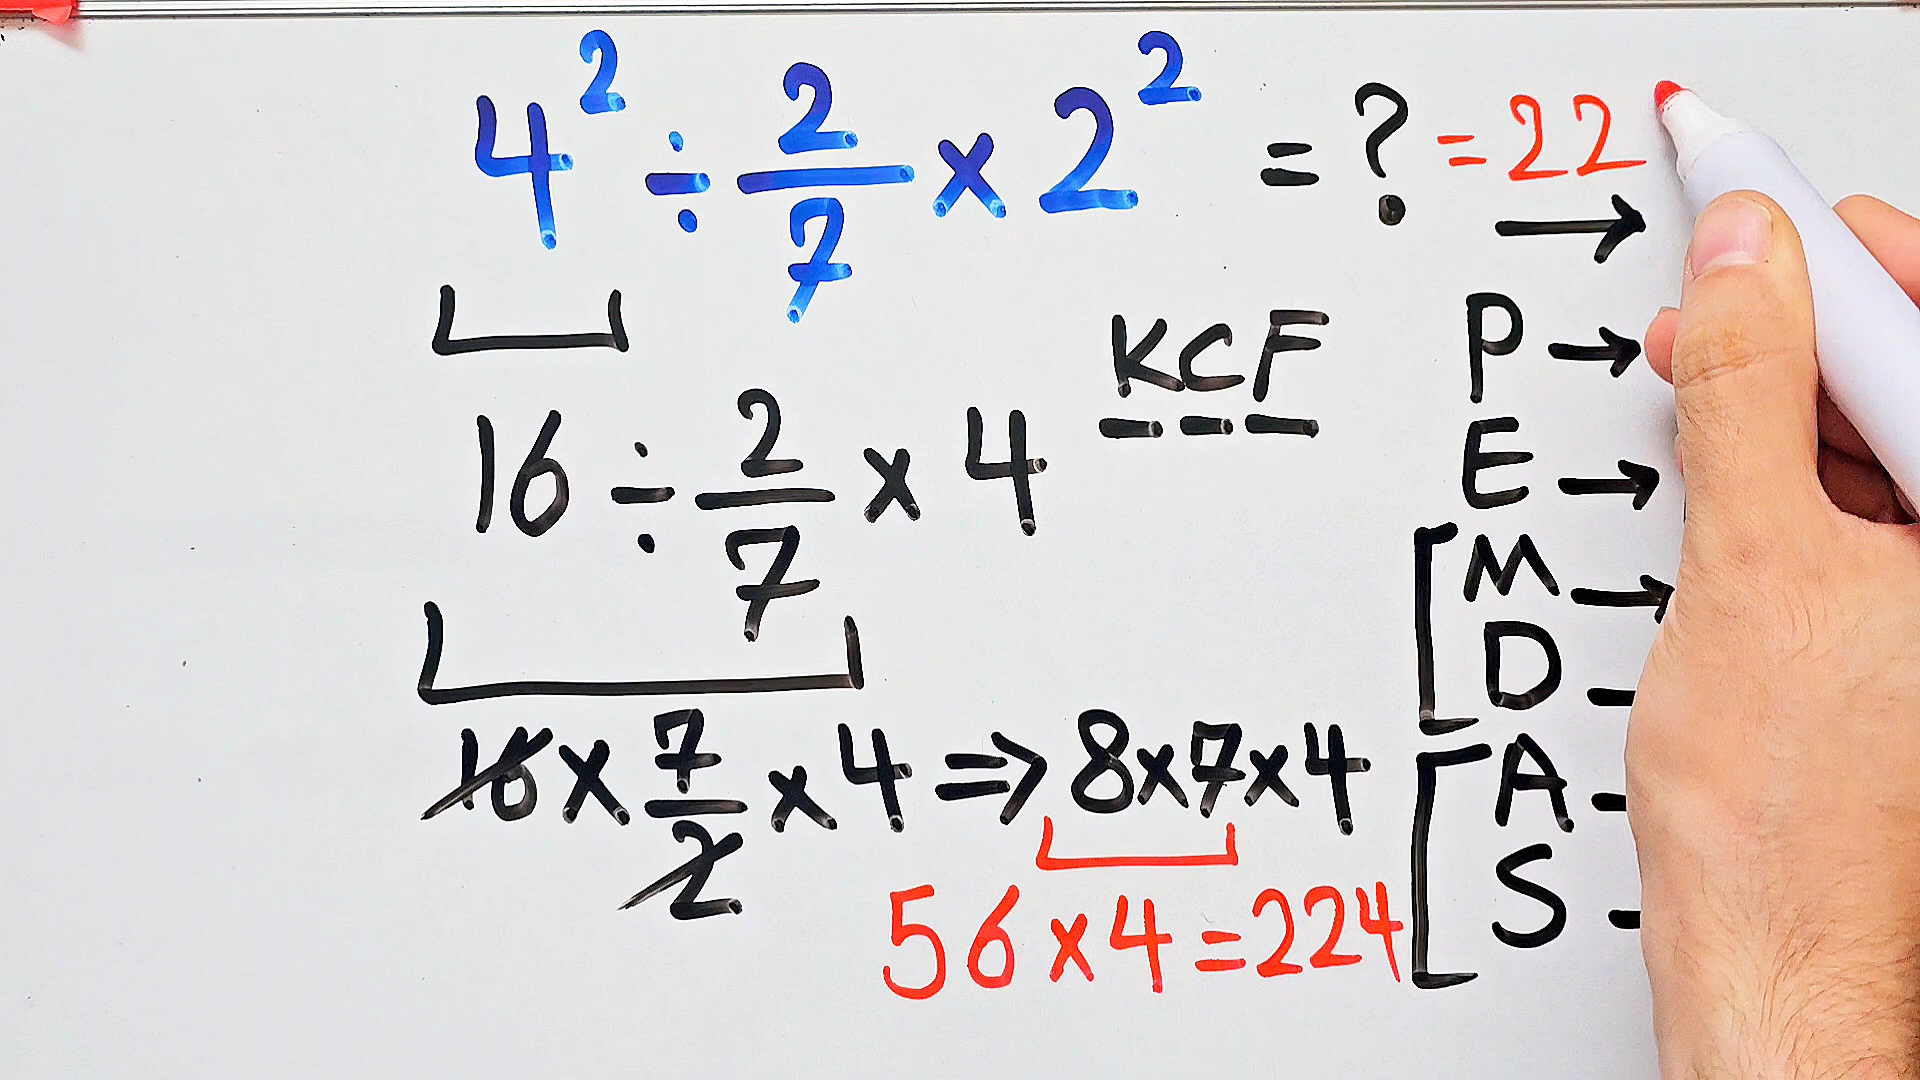 4² ÷ 2/7 × 2² = ? = 22
→
KCF
P →
E →
16 ÷ 2/7 × 4
M →
D -
16 × 7/2 × 4 ⇒ 8×7×4
A -
S -
56×4=224